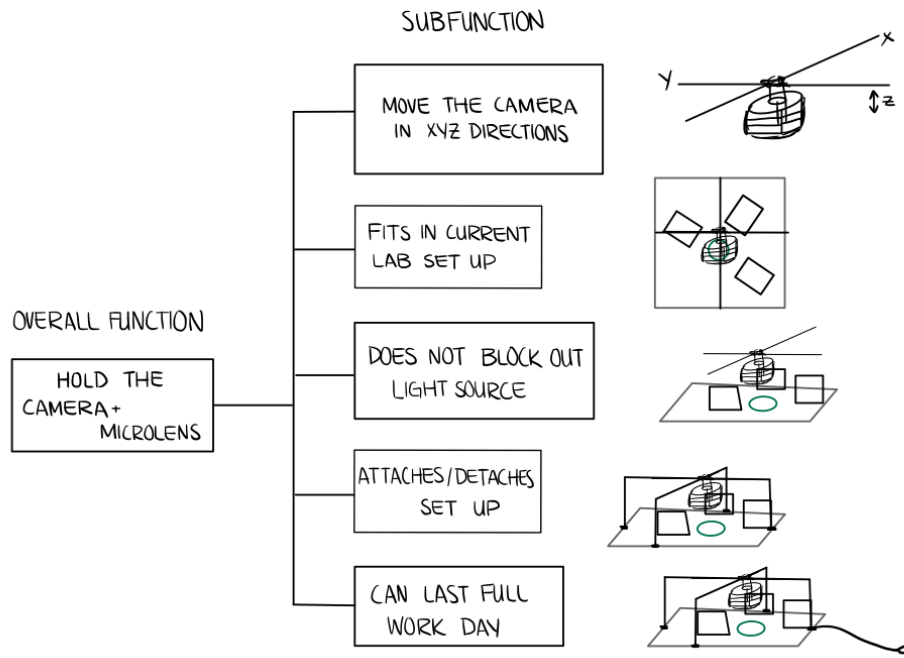 SUBFUNCTION
MOVE THE CAMERA
IN XYZ DIRECTIONS
X
Y
Z
FITS IN CURRENT
LAB SET UP
OVERALL FUNCTION
HOLD THE
CAMERA+
MICROLENS
DOES NOT BLOCK OUT
LIGHT SOURCE
ATTACHES/DETACHES
SET UP
CAN LAST FULL
WORK DAY